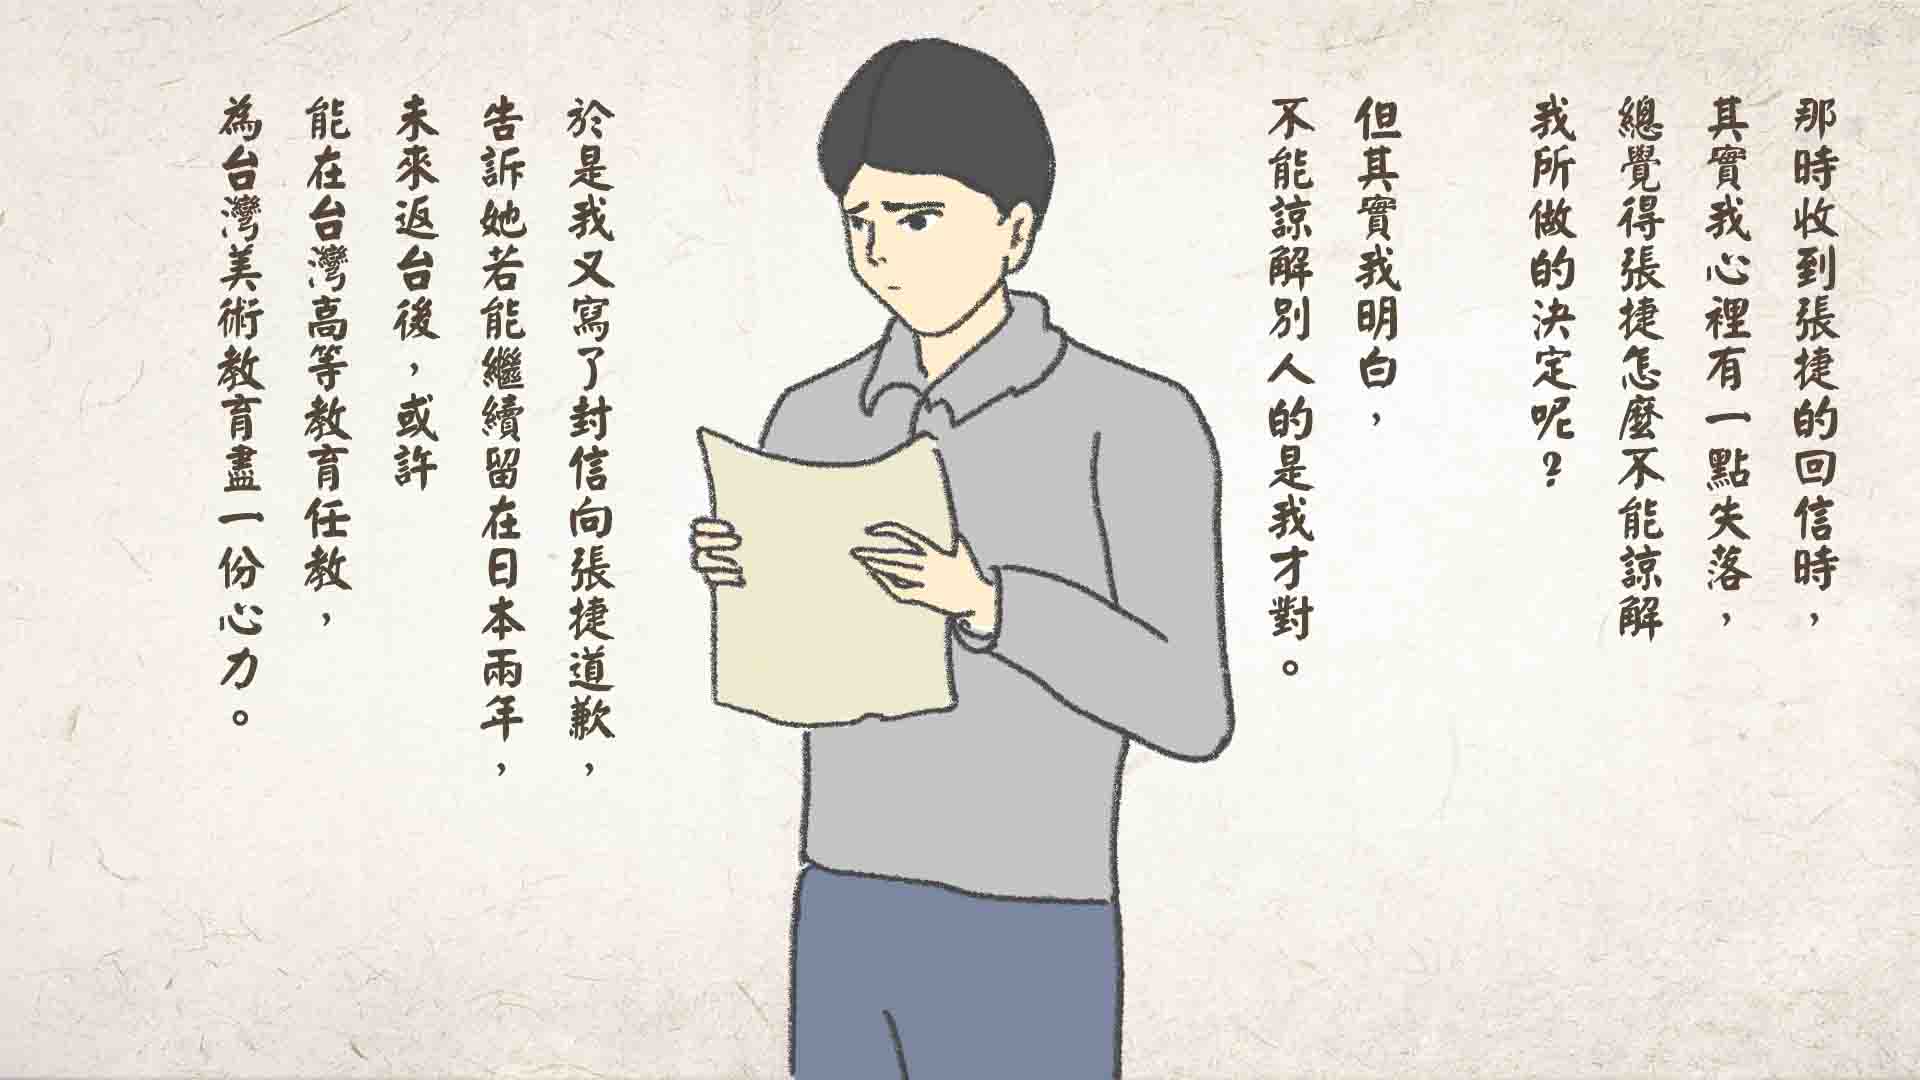 那時收到張捷的回信時，
其實我心裡有一點失落，
總覺得張捷怎麼不能諒解
我所做的決定呢？
但其實我明白，
不能諒解別人的是我才對。
於是我又寫了封信向張捷道歉，
告訴她若能繼續留在日本兩年，
未來返台後，或許
能在台灣高等教育任教，
為台灣美術教育盡一份心力。